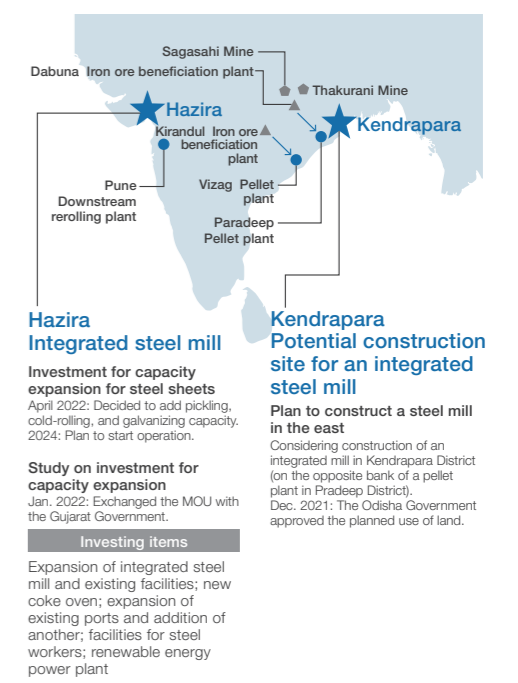 Sagasahi Mine
Dabuna Iron ore beneficiation plant
Thakurani Mine
Hazira
Kendrapara
Kirandul Iron ore
beneficiation
plant
Pune
Downstream
rerolling plant
Vizag Pellet
plant
Paradeep
Pellet plant
Hazira
Integrated steel mill
Investment for capacity
expansion for steel sheets
April 2022: Decided to add pickling,
cold-rolling, and galvanizing capacity.
2024: Plan to start operation.
Study on investment for
capacity expansion
Jan. 2022: Exchanged the MOU with
the Gujarat Government.
Investing items
Expansion of integrated steel
mill and existing facilities; new
coke oven; expansion of
existing ports and addition of
another; facilities for steel
workers; renewable energy
power plant
Kendrapara
Potential construction
site for an integrated
steel mill
Plan to construct a steel mill
in the east
Considering construction of an
integrated mill in Kendrapara District
(on the opposite bank of a pellet
plant in Pradeep District).
Dec. 2021: The Odisha Government
approved the planned use of land.